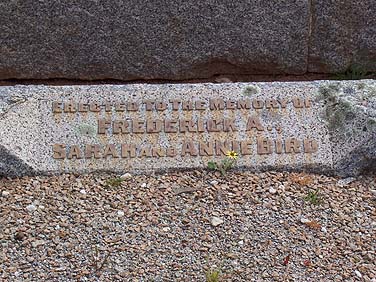 ERECTED TO THE MEMORY OF
FREDERICK A.,
SARAH AND ANNIE BIRD